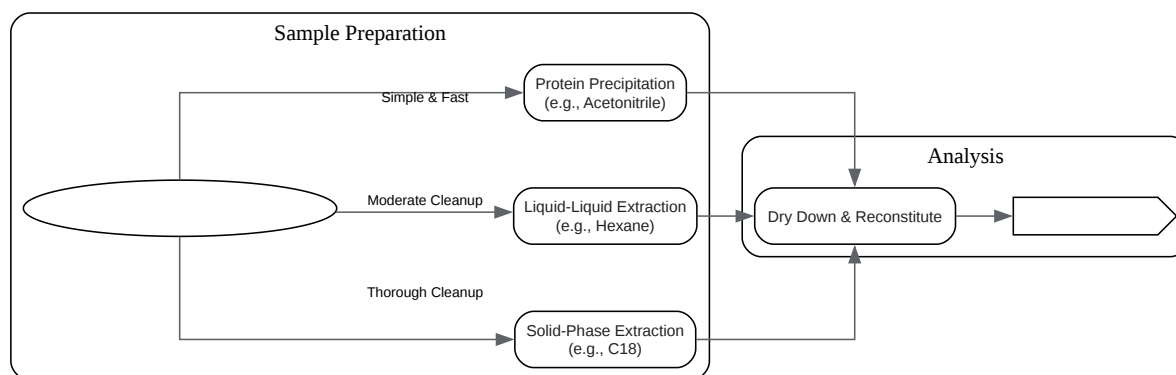 Sample Preparation
Simple & Fast
Protein Precipitation
(e.g., Acetonitrile)
Moderate Cleanup
Liquid-Liquid Extraction
(e.g., Hexane)
Thorough Cleanup
Solid-Phase Extraction
(e.g., C18)
Analysis
Dry Down & Reconstitute